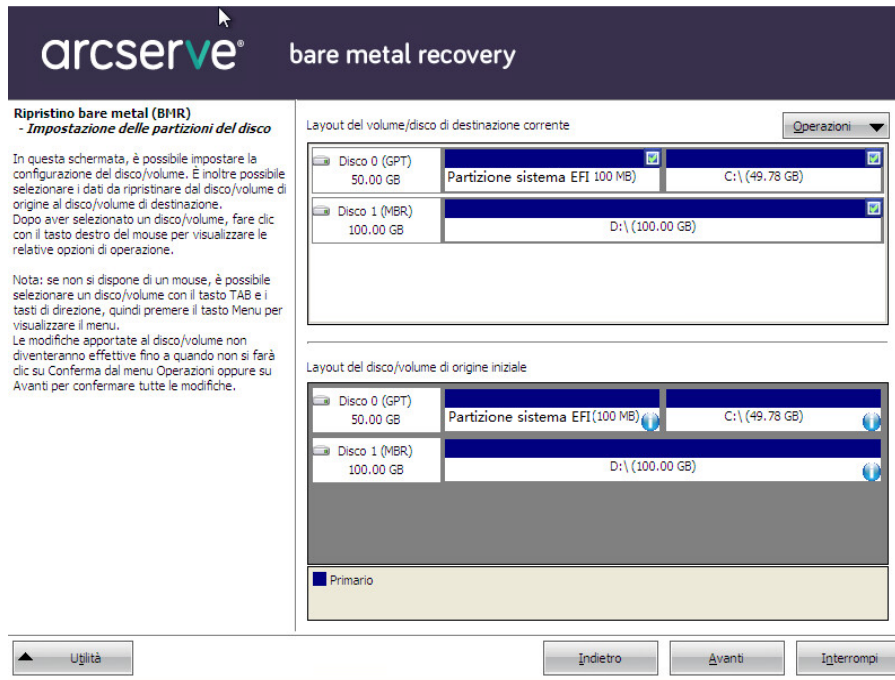 arcserve®
bare metal recovery
Ripristino bare metal (BMR)
- Impostazione delle partizioni del disco
In questa schermata, è possibile impostare la
configurazione del disco/volume. È inoltre possibile
selezionare i dati da ripristinare dal disco/volume di
origine al disco/volume di destinazione.
Dopo aver selezionato un disco/volume, fare clic
con il tasto destro del mouse per visualizzare le
relative opzioni di operazione.
Nota: se non si dispone di un mouse, è possibile
selezionare un disco/volume con il tasto TAB e i
tasti di direzione, quindi premere il tasto Menu per
visualizzare il menu.
Le modifiche apportate al disco/volume non
diventeranno effettive fino a quando non si farà
clic su Conferma dal menu Operazioni oppure su
Avanti per confermare tutte le modifiche.
Layout del volume/disco di destinazione corrente
Operazioni
Disco 0 (GPT)
50.00 GB
Partizione sistema EFI 100 MB)
C:\ (49.78 GB)
Disco 1 (MBR)
100.00 GB
D:\ (100.00 GB)
Layout del disco/volume di origine iniziale
Disco 0 (GPT)
50.00 GB
Partizione sistema EFI(100 MB)
C:\ (49.78 GB)
Disco 1 (MBR)
100.00 GB
D:\ (100.00 GB)
Primario
Utilità
Indietro
Avanti
Interrompi